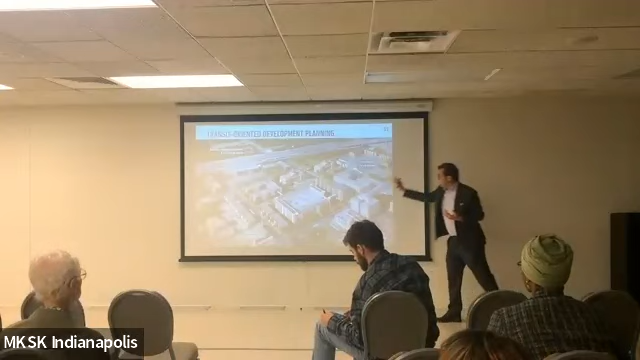 TRANSIT-ORIENTED DEVELOPMENT PLANNING
MKSK Indianapolis